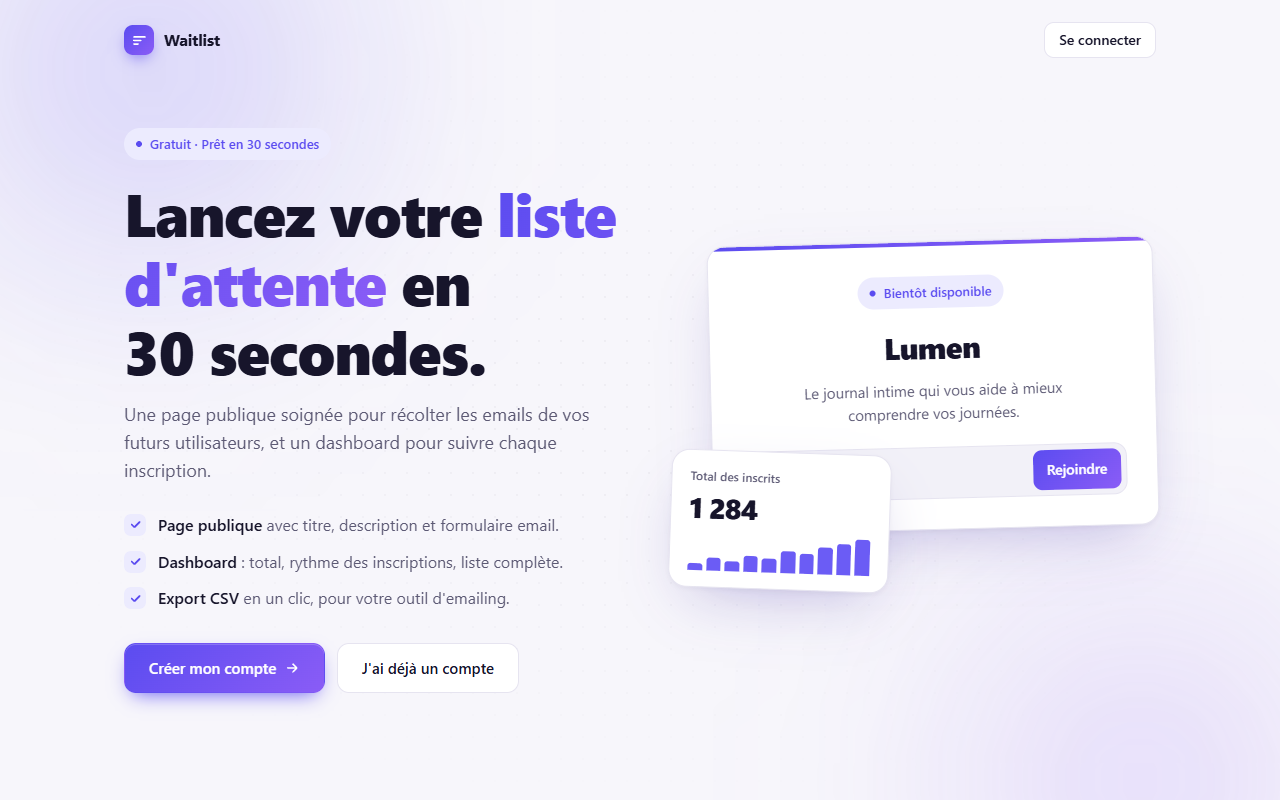 Waitlist
Se connecter
Gratuit · Prêt en 30 secondes
Lancez votre liste
d'attente en
30 secondes.
Une page publique soignée pour récolter les emails de vos
futurs utilisateurs, et un dashboard pour suivre chaque
inscription.
Page publique avec titre, description et formulaire email.
Dashboard : total, rythme des inscriptions, liste complète.
Export CSV en un clic, pour votre outil d'emailing.
Créer mon compte →
J'ai déjà un compte
Bientôt disponible
Lumen
Le journal intime qui vous aide à mieux
comprendre vos journées.
Rejoindre
Total des inscrits
1 284